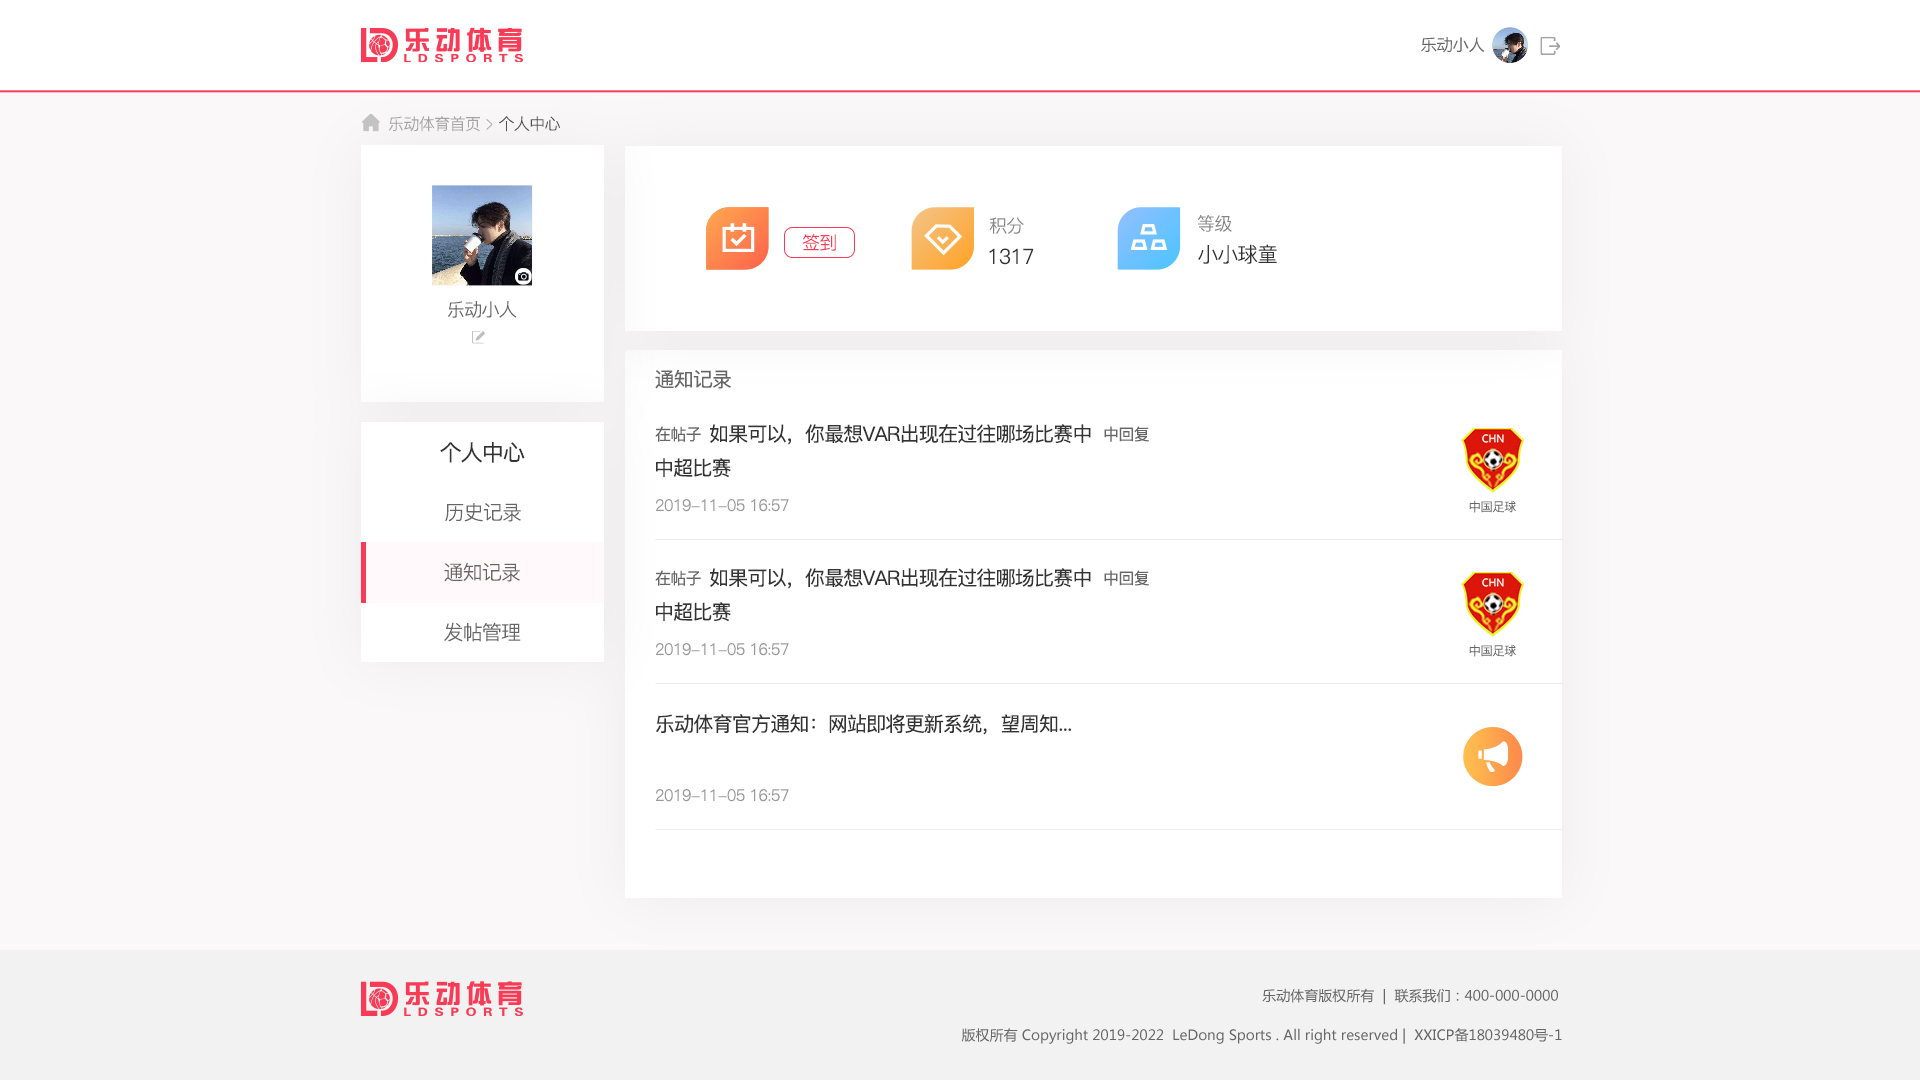 乐动体育
LDSPORTS
乐动小人
乐动体育首页 > 个人中心
乐动小人
签到
积分
1317
等级
小小球童
个人中心
历史记录
通知记录
发帖管理
通知记录
在帖子 如果可以，你最想VAR出现在过往哪场比赛中 中回复
中超比赛
2019-11-05 16:57
CHN
中国足球
在帖子 如果可以，你最想VAR出现在过往哪场比赛中 中回复
中超比赛
2019-11-05 16:57
CHN
中国足球
乐动体育官方通知：网站即将更新系统，望周知...
2019-11-05 16:57
乐动体育
LDSPORTS
乐动体育版权所有 | 联系我们：400-000-0000
版权所有 Copyright 2019-2022 LeDong Sports . All right reserved | XXICP备18039480号-1